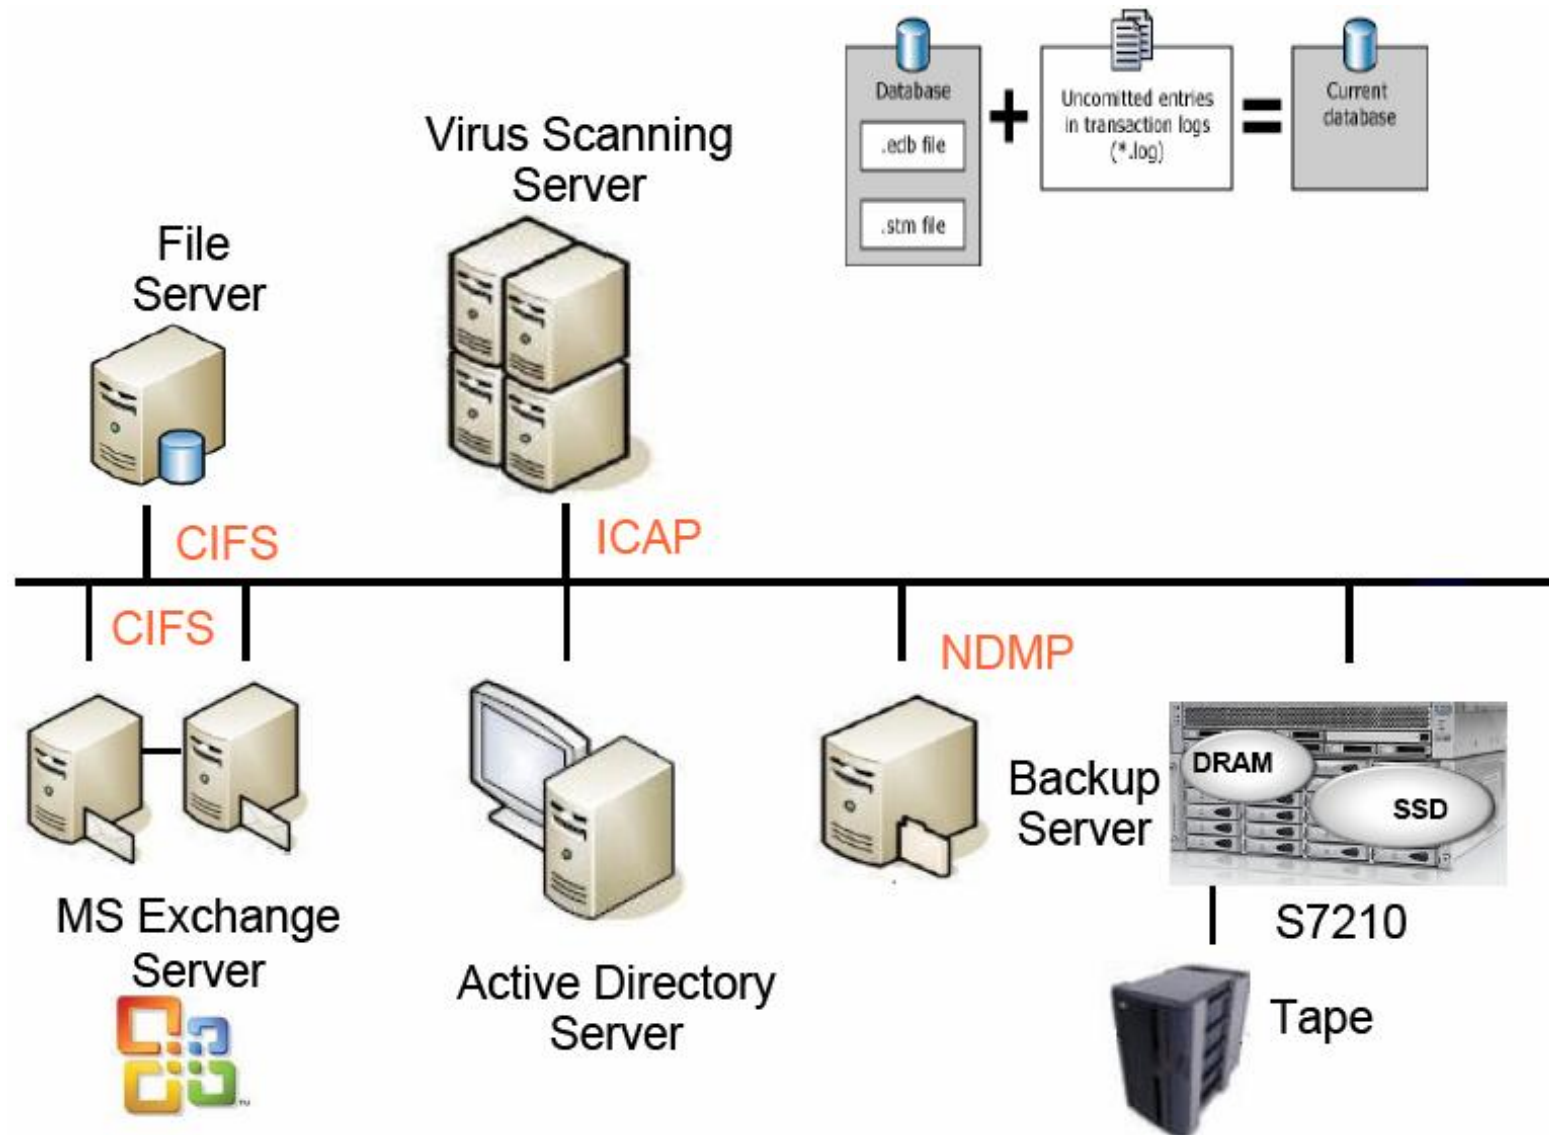 Database
.edb file
.stm file
Uncomitted entries
in transaction logs
(*.log)
Current
database
Virus Scanning
Server
File
Server
CIFS
ICAP
CIFS
NDMP
Backup
Server
DRAM
SSD
S7210
MS Exchange
Server
Active Directory
Server
Tape